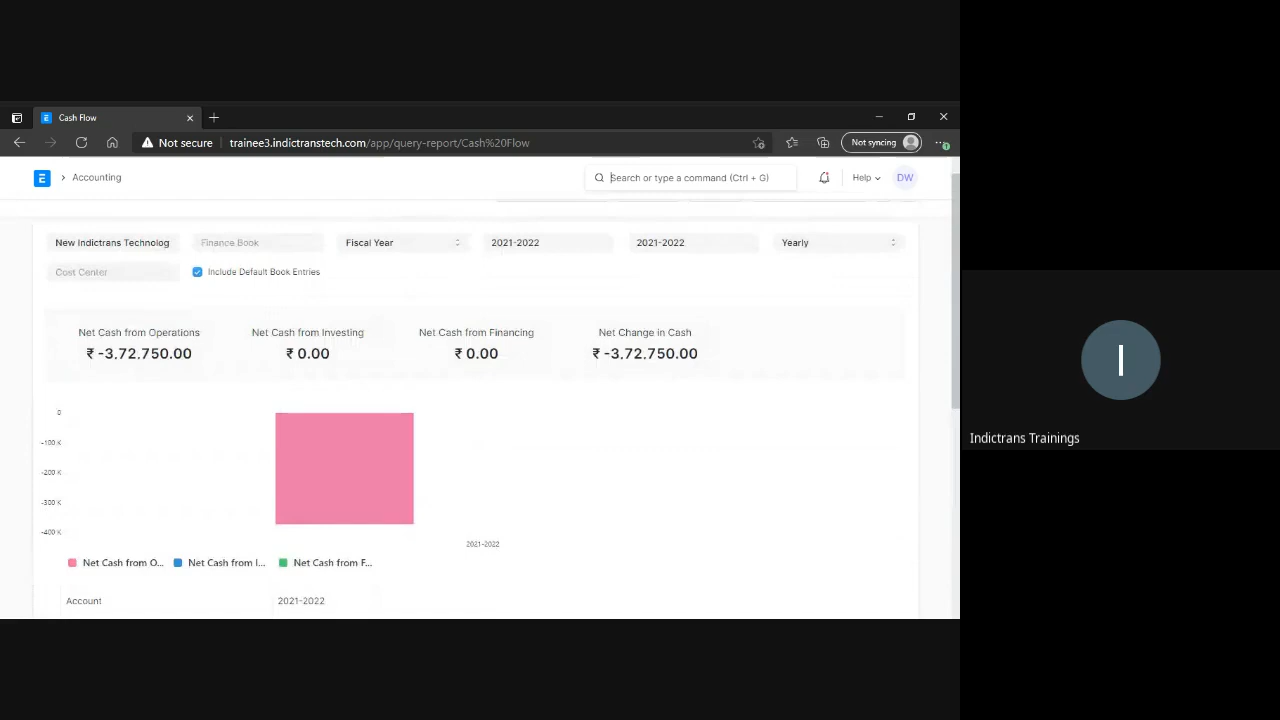 Cash Flow
Not secure trainee3.indictranstech.com/app/query-report/Cash%20Flow Not syncing
E Accounting Search or type a command (Ctrl + G) Help DW
New Indictrans Technolog Finance Book Fiscal Year 2021-2022 2021-2022 Yearly
Cost Center Include Default Book Entries
Net Cash from Operations Net Cash from Investing Net Cash from Financing Net Change in Cash
₹ -3,72,750.00 ₹ 0.00 ₹ 0.00 ₹ -3,72,750.00
0
-100 K
-200 K
-300 K
-400 K
2021-2022
Net Cash from O... Net Cash from I... Net Cash from F...
Account 2021-2022
I
Indictrans Trainings